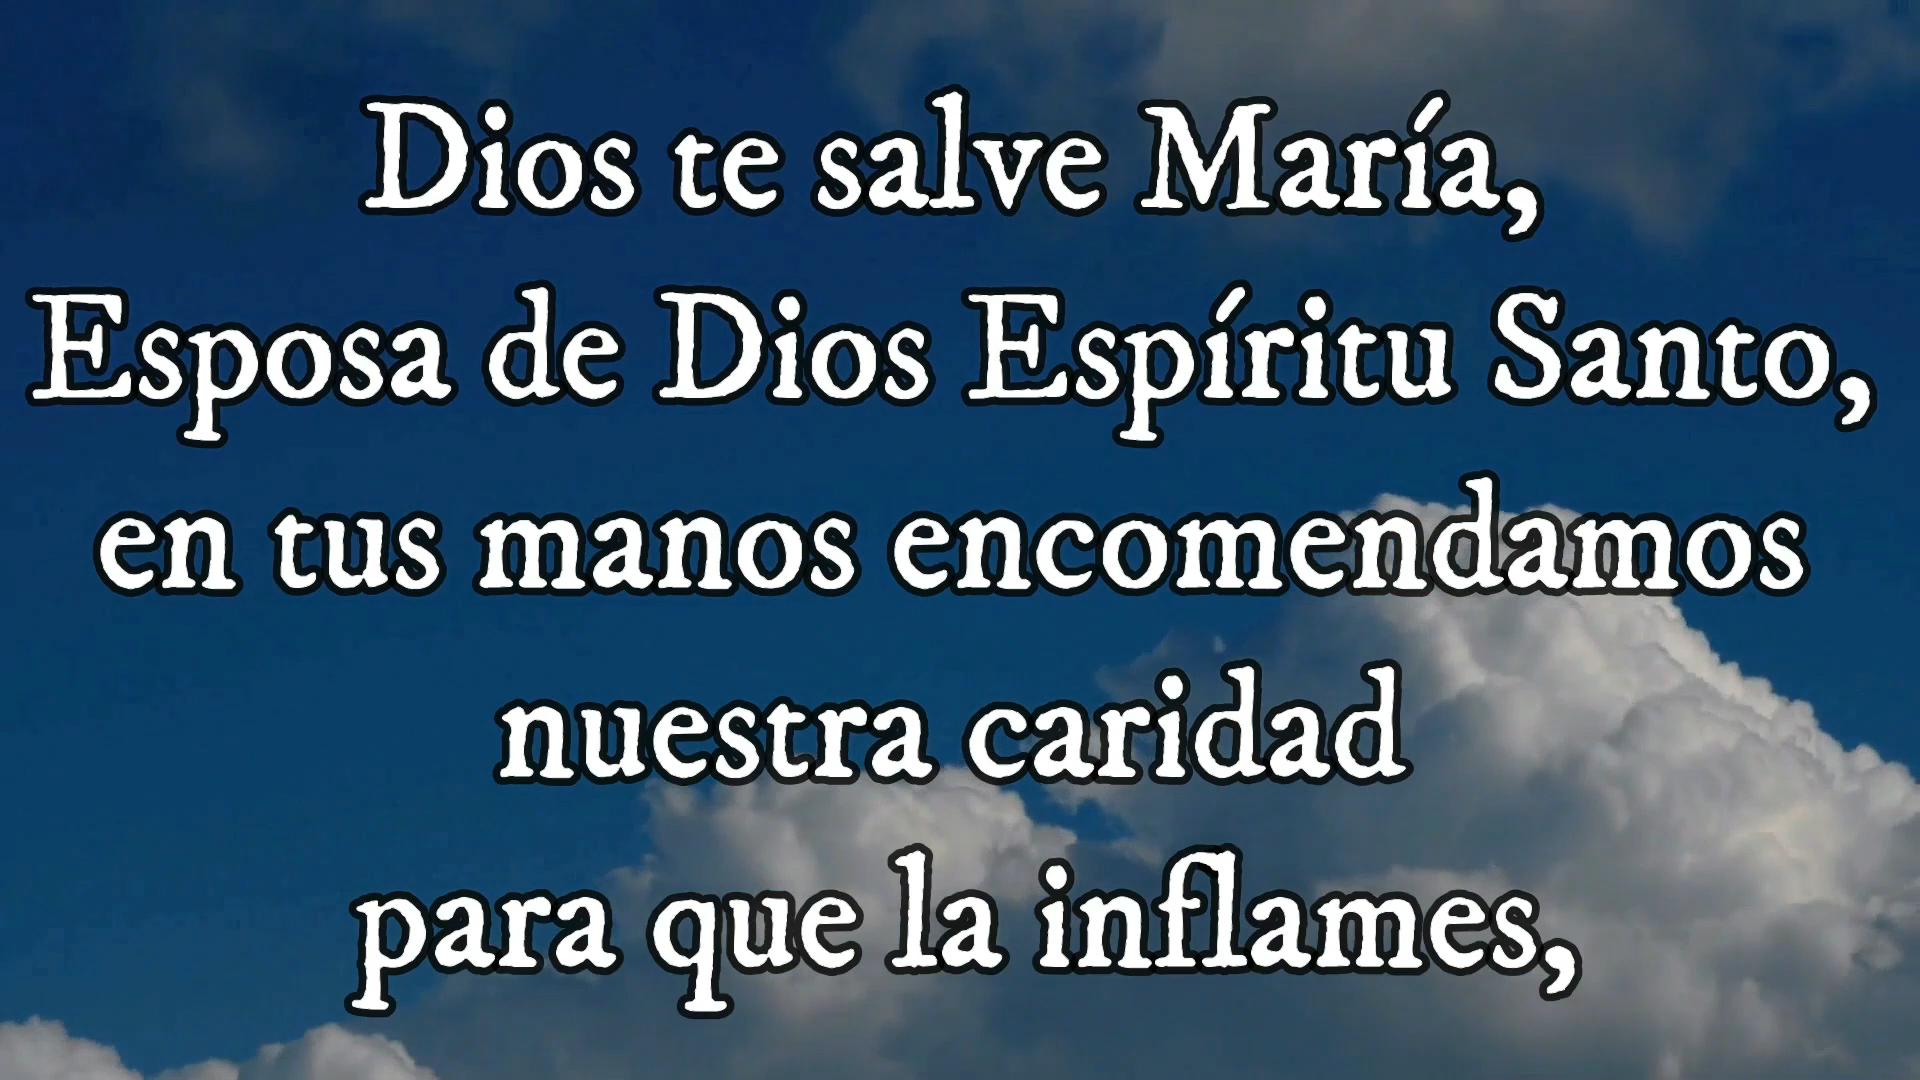 Dios te salve María,
Esposa de Dios Espíritu Santo,
en tus manos encomendamos
nuestra caridad
para que la inflames,